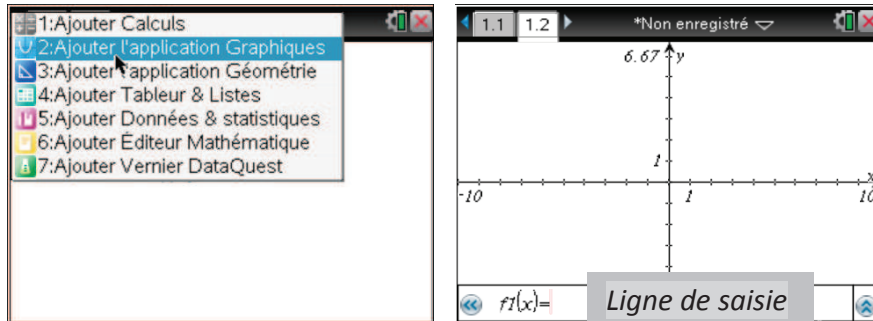 1:Ajouter Calculs
2:Ajouter l'application Graphiques
3:Ajouter l'application Géométrie
4:Ajouter Tableur & Listes
5:Ajouter Données & statistiques
6:Ajouter Éditeur Mathématique
7:Ajouter Vernier DataQuest
1.1 1.2 *Non enregistré
6.67 y
1
x
-10 1 10
f1(x)=
Ligne de saisie